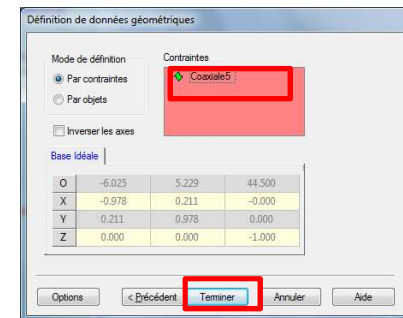 Définition de données géométriques
Mode de définition
Contraintes
Par contraintes
Coaxiale5
Par objets
Inverser les axes
Base Idéale
O -6.025 5.229 44.500
X -0.978 0.211 -0.000
Y 0.211 0.978 0.000
Z 0.000 0.000 -1.000
Options < Précédent Terminer Annuler Aide